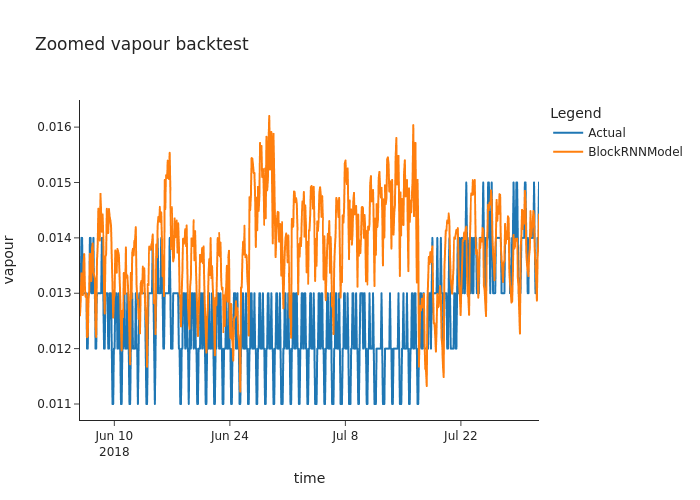 Zoomed vapour backtest
Legend
Actual
BlockRNNModel
0.016
0.015
0.014
0.013
0.012
0.011
vapour
Jun 10
2018
Jun 24
Jul 8
Jul 22
time